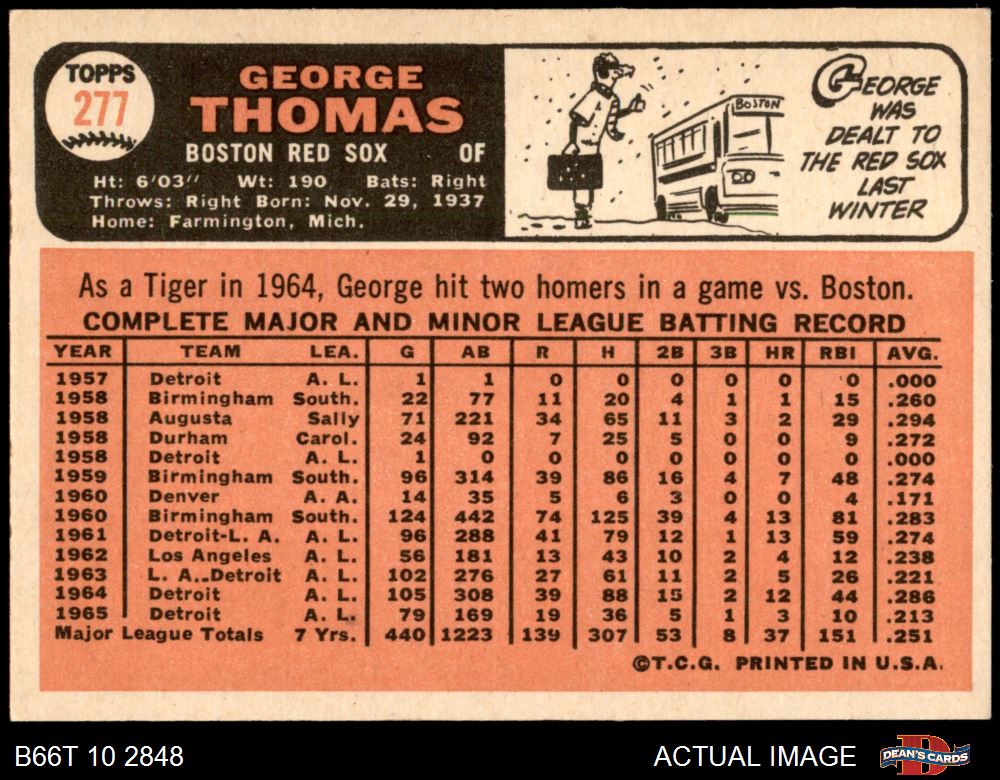 TOPPS
277
GEORGE
THOMAS
BOSTON RED SOX OF
Ht: 6'03" Wt: 190 Bats: Right
Throws: Right Born: Nov. 29, 1937
Home: Farmington, Mich.
BOSTON
GEORGE
WAS
DEALT TO
THE RED SOX
LAST
WINTER
As a Tiger in 1964, George hit two homers in a game vs. Boston.
COMPLETE MAJOR AND MINOR LEAGUE BATTING RECORD
YEAR TEAM LEA. G AB R H 2B 3B HR RBI AVG.
1957 Detroit A. L. 1 1 0 0 0 0 0 0 .000
1958 Birmingham South. 22 77 11 20 4 1 1 15 .260
1958 Augusta Sally 71 221 34 65 11 3 2 29 .294
1958 Durham Carol. 24 92 7 25 5 0 0 9 .272
1958 Detroit A. L. 1 0 0 0 0 0 0 0 .000
1959 Birmingham South. 96 314 39 86 16 4 7 48 .274
1960 Denver A. A. 14 35 5 6 3 0 0 4 .171
1960 Birmingham South. 124 442 74 125 39 4 13 81 .283
1961 Detroit-L. A. A. L. 96 288 41 79 12 1 13 59 .274
1962 Los Angeles A. L. 56 181 13 43 10 2 4 12 .238
1963 L. A.-Detroit A. L. 102 276 27 61 11 2 5 26 .221
1964 Detroit A. L. 105 308 39 88 15 2 12 44 .286
1965 Detroit A. L. 79 169 19 36 5 1 3 10 .213
Major League Totals 7 Yrs. 440 1223 139 307 53 8 37 151 .251
©T.C.G. PRINTED IN U.S.A.
B66T 10 2848 ACTUAL IMAGE
DEAN'S CARDS